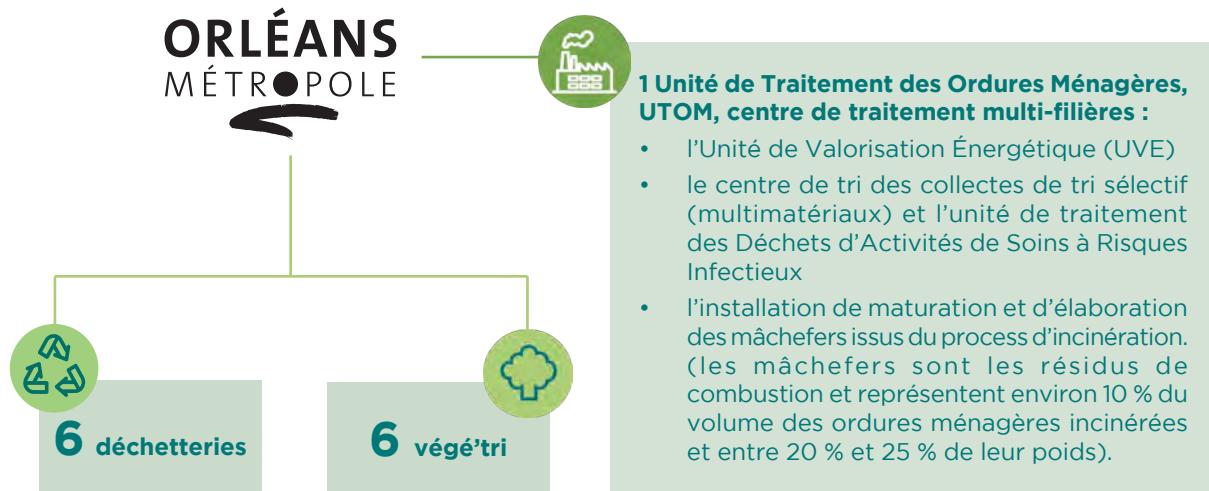 ORLÉANS
MÉTROPOLE
1 Unité de Traitement des Ordures Ménagères,
UTOM, centre de traitement multi-filières :
• l’Unité de Valorisation Énergétique (UVE)
• le centre de tri des collectes de tri sélectif
(multimatériaux) et l’unité de traitement
des Déchets d’Activités de Soins à Risques
Infectieux
• l’installation de maturation et d’élaboration
des mâchefers issus du process d’incinération.
(les mâchefers sont les résidus de
combustion et représentent environ 10 % du
volume des ordures ménagères incinérées
et entre 20 % et 25 % de leur poids).
6 déchetteries
6 végé’tri